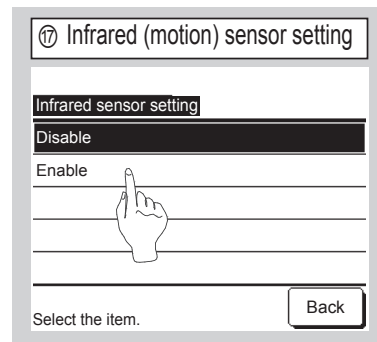 ⑰ Infrared (motion) sensor setting
Infrared sensor setting
Disable
Enable
Select the item.
Back